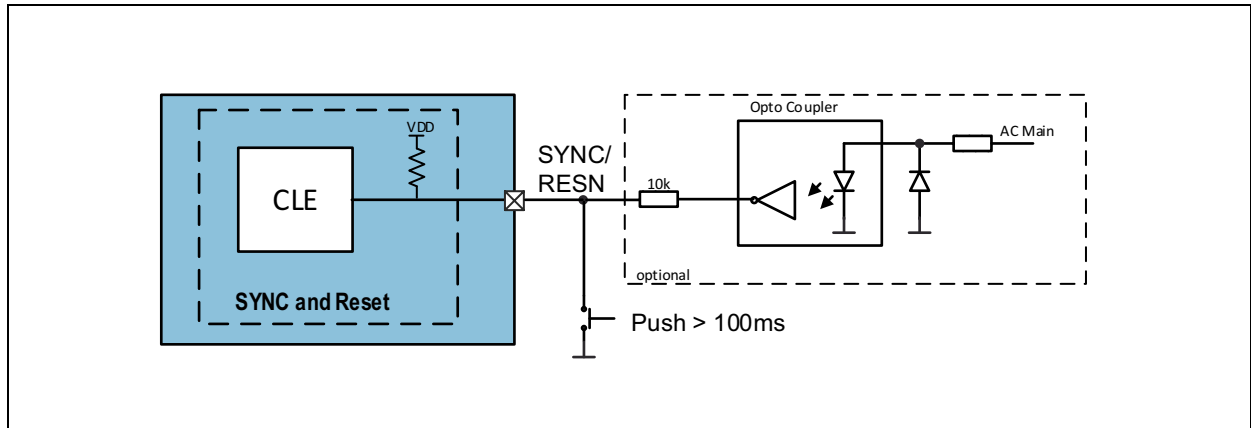 Opto Coupler
AC Main
VDD
SYNC/
RESN
10k
CLE
optional
SYNC and Reset
Push > 100ms